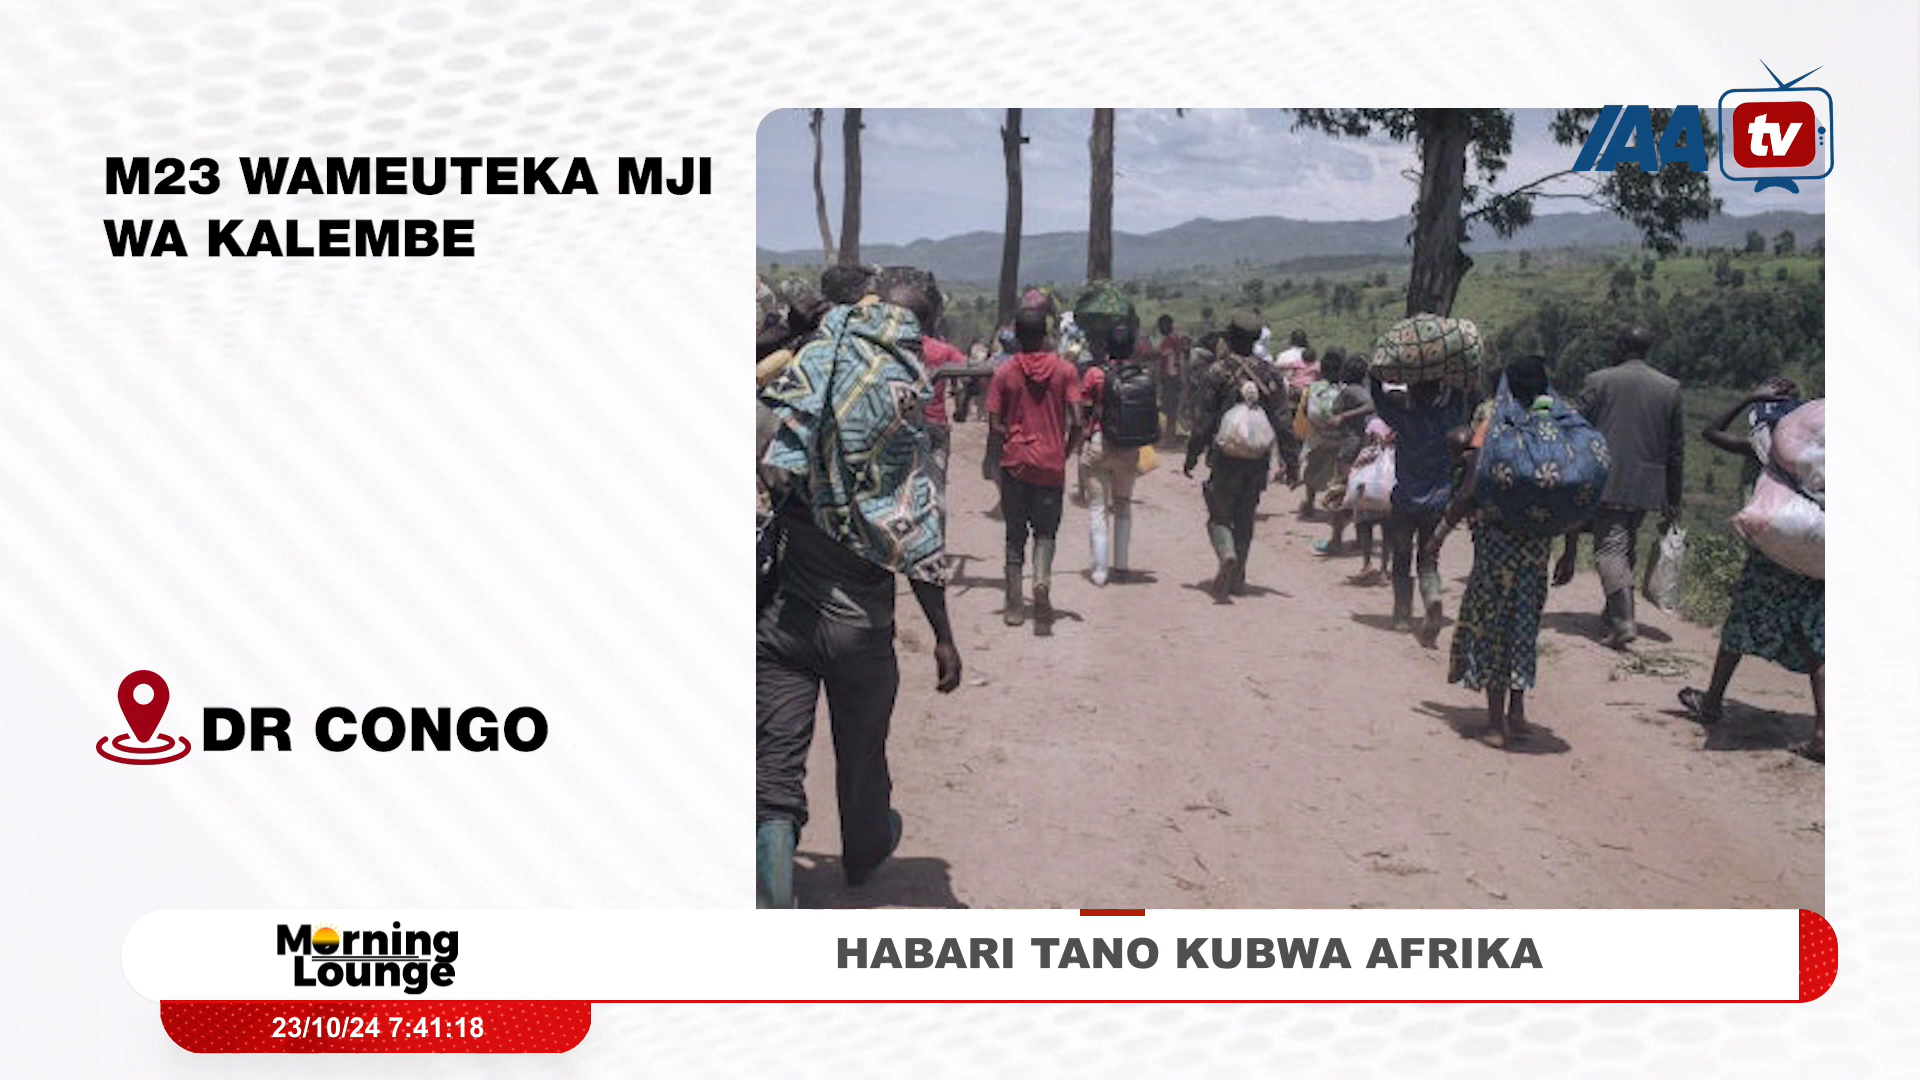 M23 WAMEUTEKA MJI
WA KALEMBE
IAA tv
DR CONGO
Morning
Lounge
HABARI TANO KUBWA AFRIKA
23/10/24 7:41:18